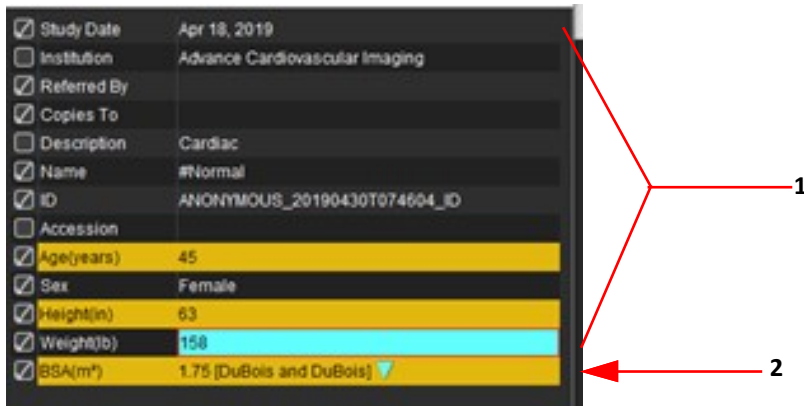 Study Date Apr 18, 2019
Institution Advance Cardiovascular Imaging
Referred By
Copies To
Description Cardiac
Name #Normal
ID ANONYMOUS_20190430T074604_ID
Accession
Age(years) 45
Sex Female
Height(in) 63
Weight(lb) 158
BSA(m²) 1.75 [DuBois and DuBois]
1
2